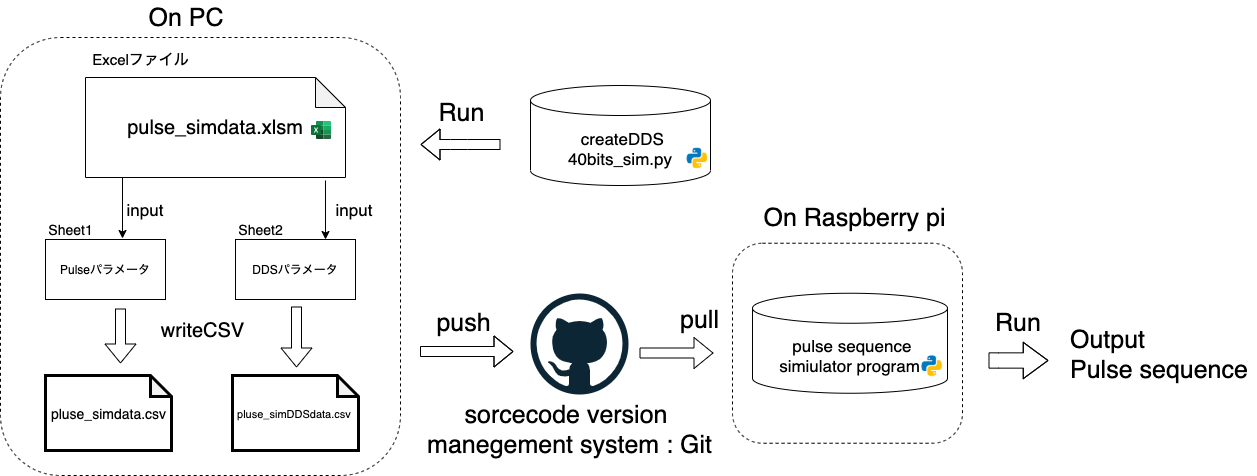 On PC
Excelファイル
pulse_simdata.xlsm
input
input
Sheet1
Sheet2
Pulseパラメータ
DDSパラメータ
writeCSV
pluse_simdata.csv
pluse_simDDSdata.csv
Run
createDDS
40bits_sim.py
push
sorcecode version
manegement system : Git
pull
On Raspberry pi
pulse sequence
simiulator program
Run
Output
Pulse sequence